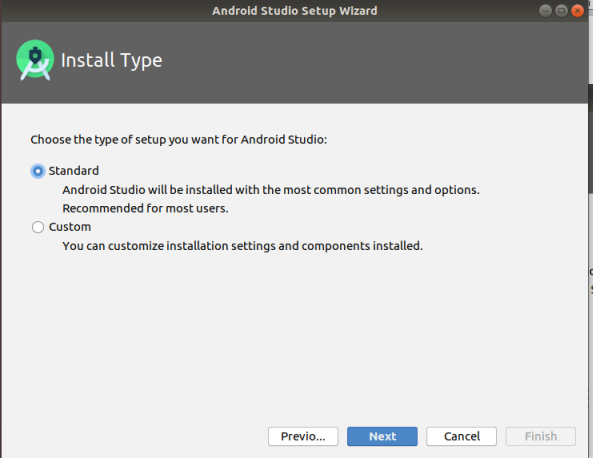 Android Studio Setup Wizard
Install Type
Choose the type of setup you want for Android Studio:
Standard
Android Studio will be installed with the most common settings and options.
Recommended for most users.
Custom
You can customize installation settings and components installed.
Previo...
Next
Cancel
Finish